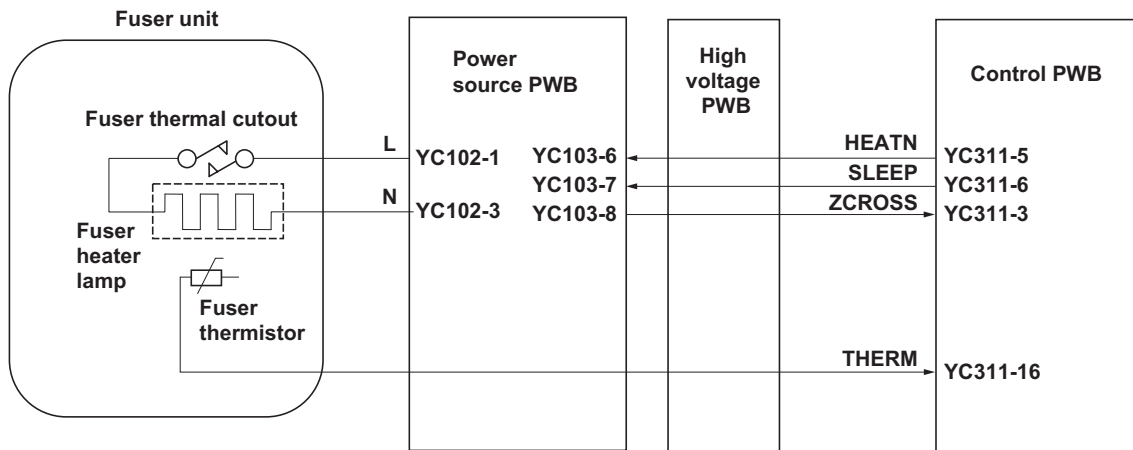 Fuser unit
Power
source PWB
High
voltage
PWB
Control PWB
Fuser thermal cutout
L
YC102-1
YC103-6
HEATN
YC311-5
YC103-7
SLEEP
YC311-6
N
YC102-3
YC103-8
ZCROSS
YC311-3
Fuser
heater
lamp
Fuser
thermistor
THERM
YC311-16